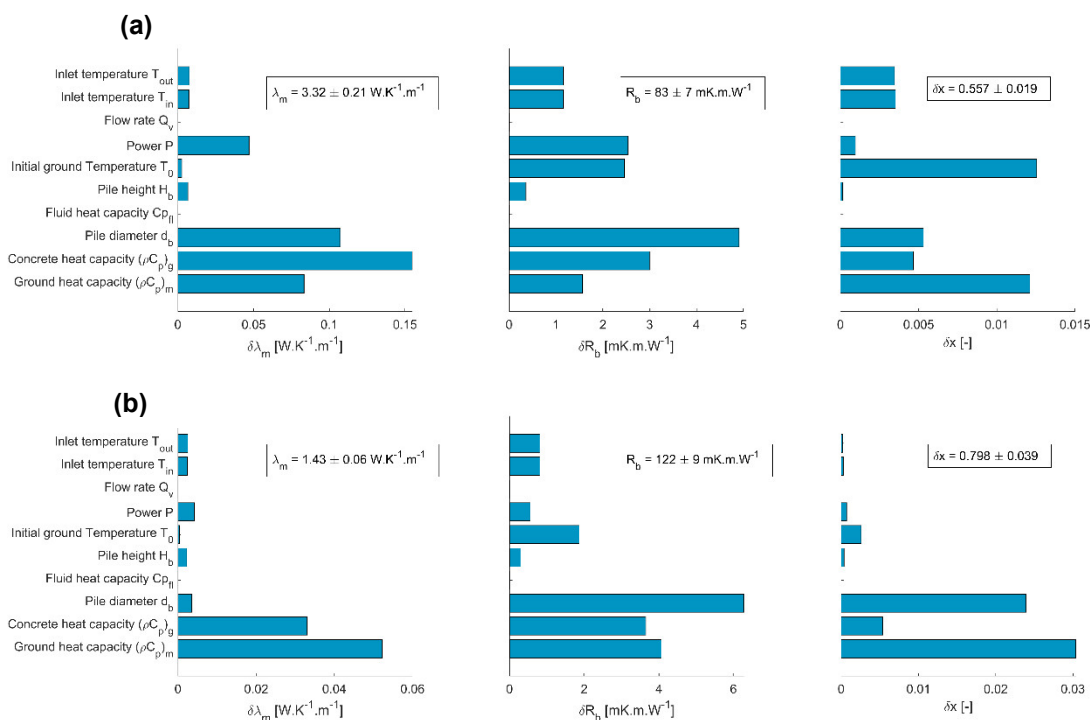 (a)
Inlet temperature T_out
Inlet temperature T_in
Flow rate Q_v
Power P
Initial ground Temperature T_0
Pile height H_b
Fluid heat capacity Cp_fl
Pile diameter d_b
Concrete heat capacity (ρC_p)_g
Ground heat capacity (ρC_p)_m
λ_m = 3.32 ± 0.21 W.K⁻¹.m⁻¹
0 0.05 0.1 0.15
δλ_m [W.K⁻¹.m⁻¹]
R_b = 83 ± 7 mK.m.W⁻¹
0 1 2 3 4 5
δR_b [mK.m.W⁻¹]
δx = 0.557 ± 0.019
0 0.005 0.01 0.015
δx [-]
(b)
Inlet temperature T_out
Inlet temperature T_in
Flow rate Q_v
Power P
Initial ground Temperature T_0
Pile height H_b
Fluid heat capacity Cp_fl
Pile diameter d_b
Concrete heat capacity (ρC_p)_g
Ground heat capacity (ρC_p)_m
λ_m = 1.43 ± 0.06 W.K⁻¹.m⁻¹
0 0.02 0.04 0.06
δλ_m [W.K⁻¹.m⁻¹]
R_b = 122 ± 9 mK.m.W⁻¹
0 2 4 6
δR_b [mK.m.W⁻¹]
δx = 0.798 ± 0.039
0 0.01 0.02 0.03
δx [-]